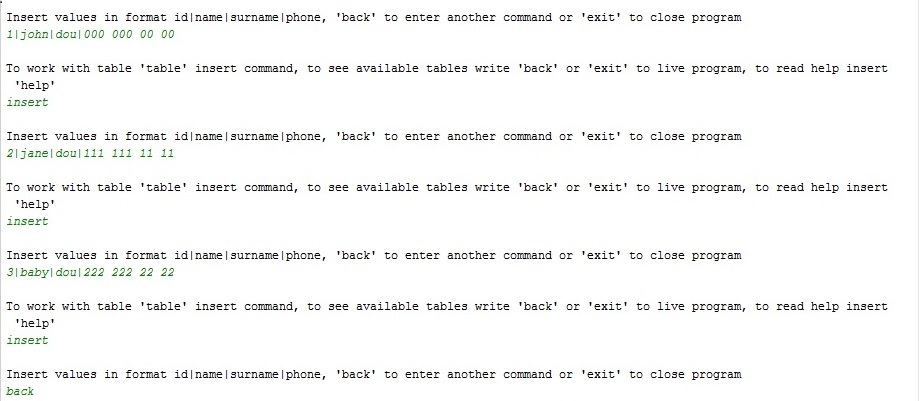 Insert values in format id|name|surname|phone, 'back' to enter another command or 'exit' to close program
1|john|dou|000 000 00 00
To work with table 'table' insert command, to see available tables write 'back' or 'exit' to live program, to read help insert
'help'
insert
Insert values in format id|name|surname|phone, 'back' to enter another command or 'exit' to close program
2|jane|dou|111 111 11 11
To work with table 'table' insert command, to see available tables write 'back' or 'exit' to live program, to read help insert
'help'
insert
Insert values in format id|name|surname|phone, 'back' to enter another command or 'exit' to close program
3|baby|dou|222 222 22 22
To work with table 'table' insert command, to see available tables write 'back' or 'exit' to live program, to read help insert
'help'
insert
Insert values in format id|name|surname|phone, 'back' to enter another command or 'exit' to close program
back